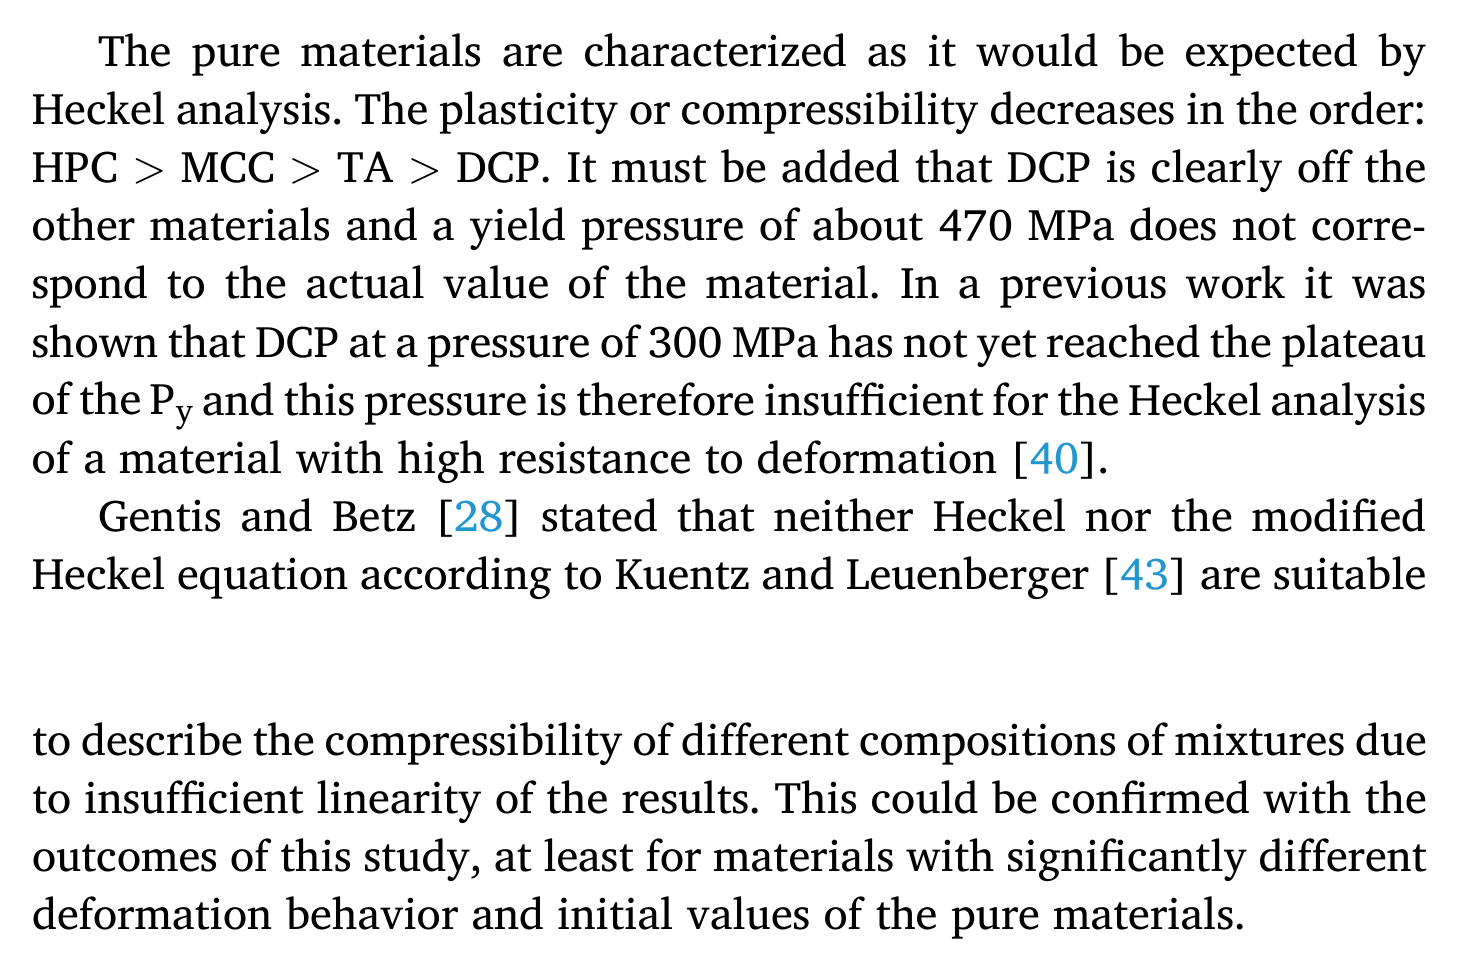 The pure materials are characterized as it would be expected by
Heckel analysis. The plasticity or compressibility decreases in the order:
HPC > MCC > TA > DCP. It must be added that DCP is clearly off the
other materials and a yield pressure of about 470 MPa does not corre-
spond to the actual value of the material. In a previous work it was
shown that DCP at a pressure of 300 MPa has not yet reached the plateau
of the Py and this pressure is therefore insufficient for the Heckel analysis
of a material with high resistance to deformation [40].
Gentis and Betz [28] stated that neither Heckel nor the modified
Heckel equation according to Kuentz and Leuenberger [43] are suitable
to describe the compressibility of different compositions of mixtures due
to insufficient linearity of the results. This could be confirmed with the
outcomes of this study, at least for materials with significantly different
deformation behavior and initial values of the pure materials.